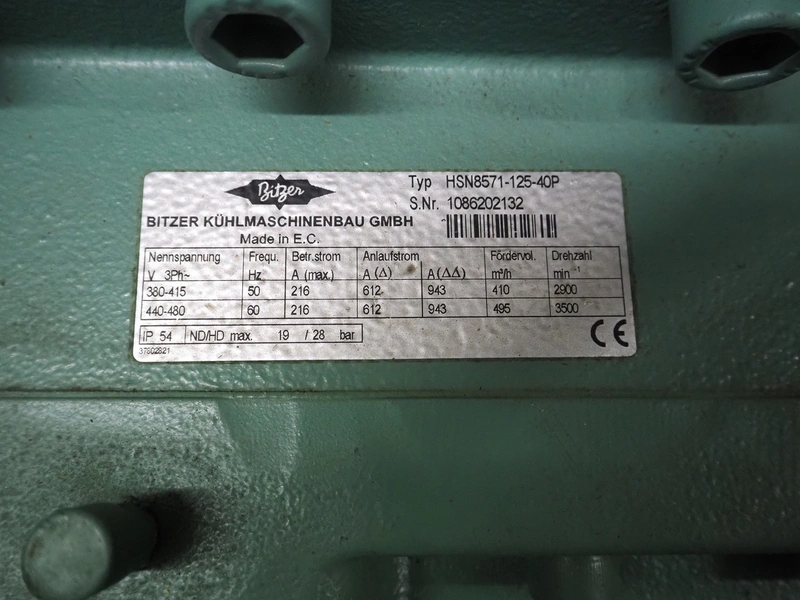 Bitzer
Typ HSN8571-125-40P
S.Nr. 1086202132
BITZER KÜHLMASCHINENBAU GMBH
Made in E.C.
Nennspannung Frequ. Betr.strom Anlaufstrom Fördervol. Drehzahl
V 3Ph~ Hz A (max.) A (Δ) A (ΔΔ) m³/h min⁻¹
380-415 50 216 612 943 410 2900
440-480 60 216 612 943 495 3500
IP 54 ND/HD max. 19 / 28 bar
CE
37802821